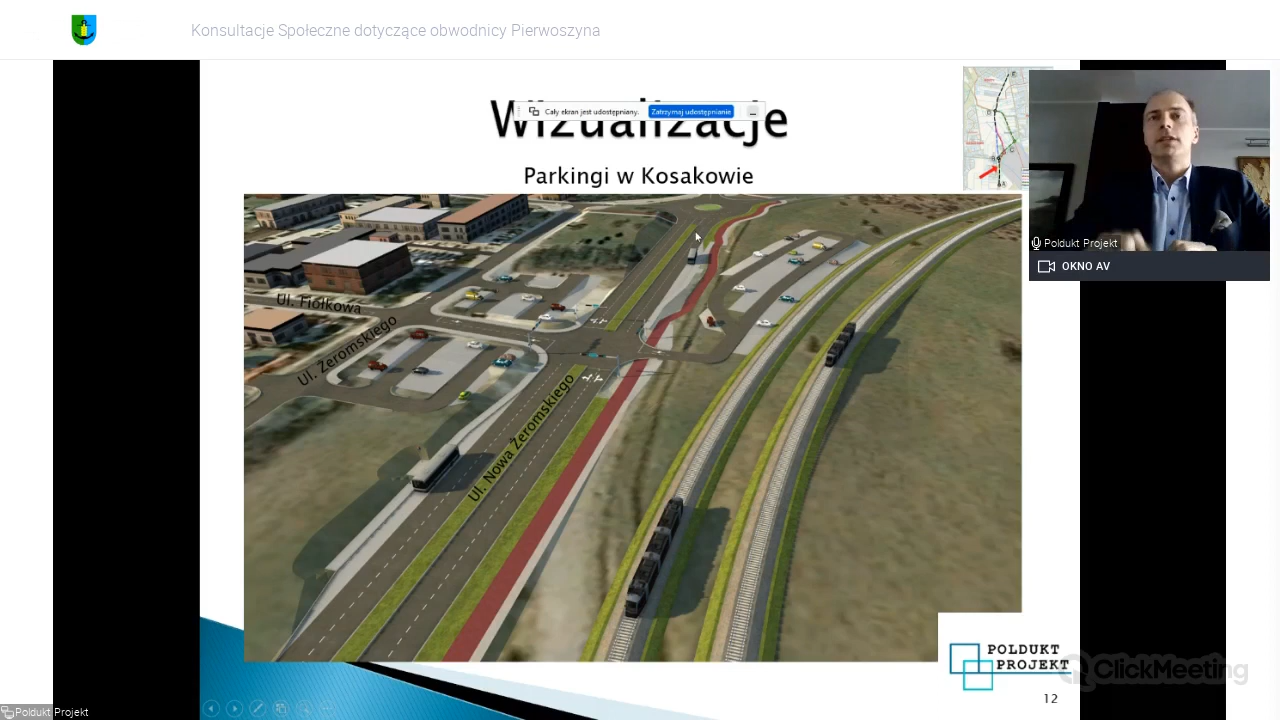 Konsultacje Społeczne dotyczące obwodnicy Pierwoszyna
Wizualizacje
Cały ekran jest udostępniany.
Zatrzymaj udostępnianie
Parkingi w Kosakowie
Poldukt Projekt
OKNO AV
Ul. Fiołkowa
Ul. Żeromskiego
Ul. Nowa Żeromskiego
POLDUKT
PROJEKT
ClickMeeting
12
Poldukt Projekt